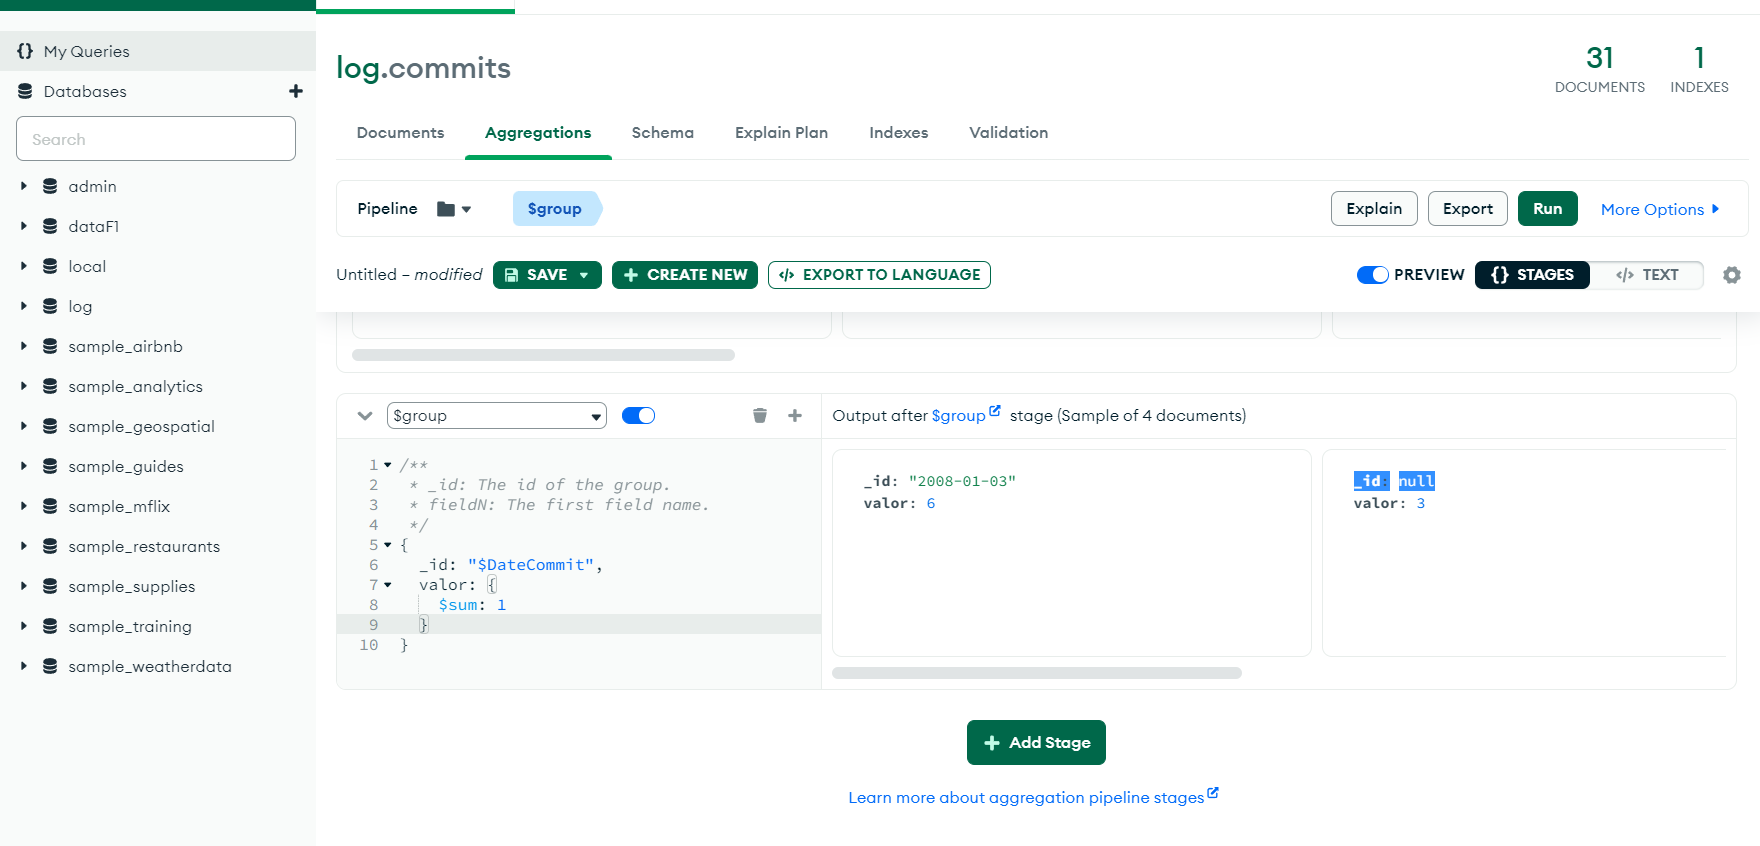 My Queries
Databases
Search
admin
dataF1
local
log
sample_airbnb
sample_analytics
sample_geospatial
sample_guides
sample_mflix
sample_restaurants
sample_supplies
sample_training
sample_weatherdata
log.commits
31
DOCUMENTS
1
INDEXES
Documents Aggregations Schema Explain Plan Indexes Validation
Pipeline $group Explain Export Run More Options
Untitled – modified SAVE CREATE NEW EXPORT TO LANGUAGE PREVIEW {} STAGES </> TEXT
$group
1 /**
2 * _id: The id of the group.
3 * fieldN: The first field name.
4 */
5 {
6 _id: "$DateCommit",
7 valor: {
8 $sum: 1
9 }
10 }
Output after $group stage (Sample of 4 documents)
_id: "2008-01-03"
valor: 6
_id: null
valor: 3
Add Stage
Learn more about aggregation pipeline stages